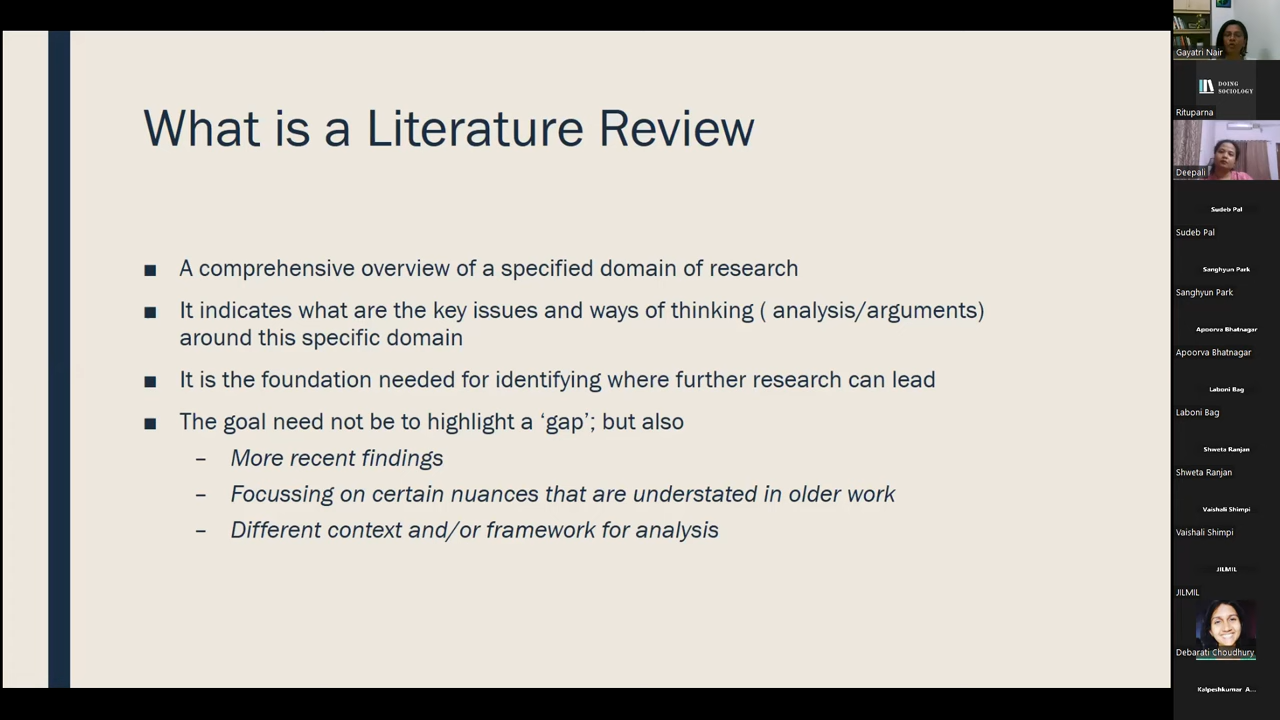 What is a Literature Review
■ A comprehensive overview of a specified domain of research
■ It indicates what are the key issues and ways of thinking ( analysis/arguments)
around this specific domain
■ It is the foundation needed for identifying where further research can lead
■ The goal need not be to highlight a ‘gap’; but also
– More recent findings
– Focussing on certain nuances that are understated in older work
– Different context and/or framework for analysis
Gayatri Nair
DOING
SOCIOLOGY
Rituparna
Deepali
Sudeb Pal
Sudeb Pal
Sanghyun Park
Sanghyun Park
Apoorva Bhatnagar
Apoorva Bhatnagar
Laboni Bag
Laboni Bag
Shweta Ranjan
Shweta Ranjan
Vaishali Shimpi
Vaishali Shimpi
JILMIL
JILMIL
Debarati Choudhury
Kalpeshkumar A...